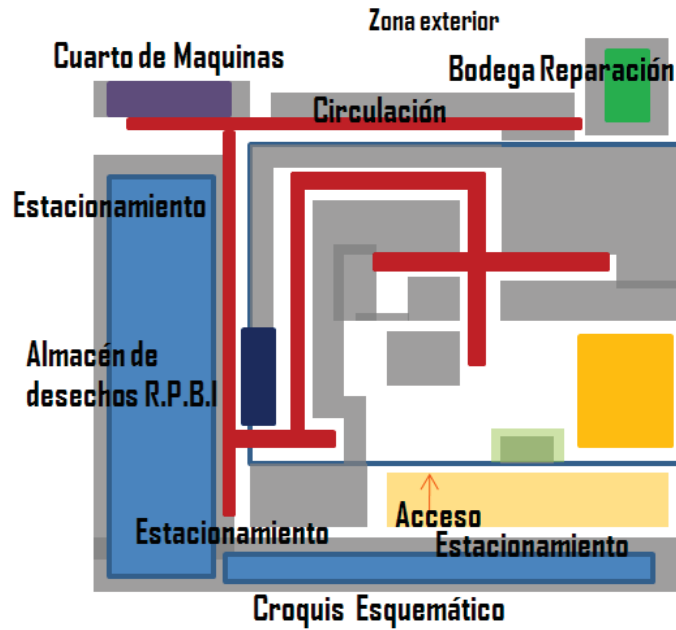 Zona exterior
Cuarto de Maquinas
Bodega Reparación
Circulación
Estacionamiento
Almacén de
desechos R.P.B.I
Acceso
Estacionamiento
Estacionamiento
Croquis Esquemático